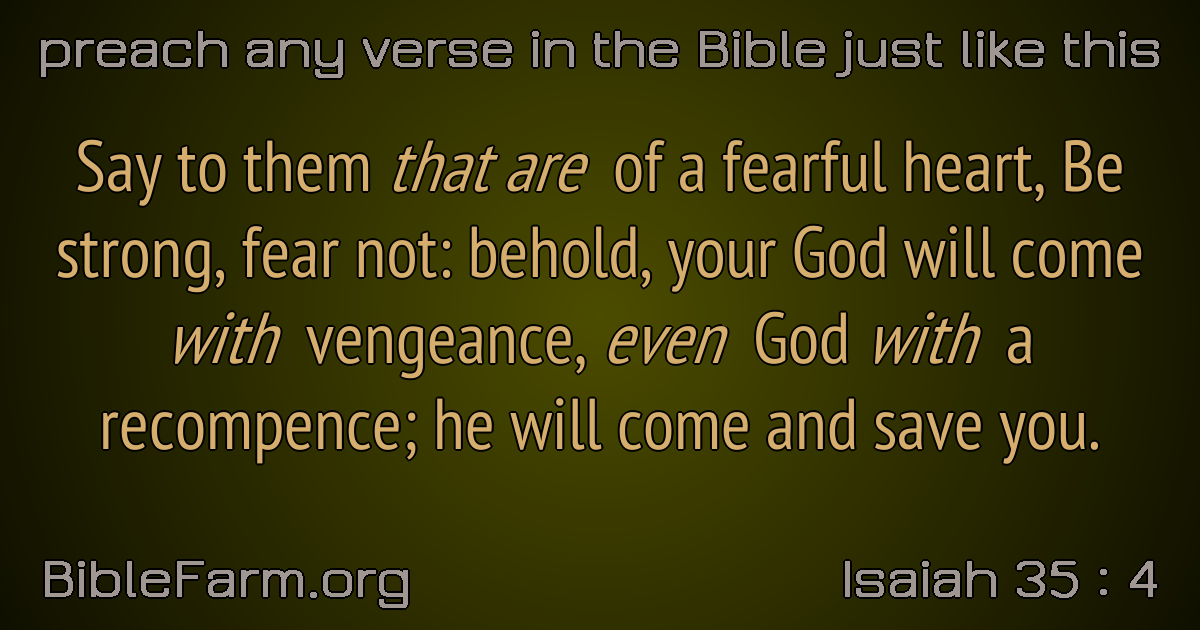 preach any verse in the Bible just like this
Say to them that are of a fearful heart, Be
strong, fear not: behold, your God will come
with vengeance, even God with a
recompence; he will come and save you.
BibleFarm.org
Isaiah 35 : 4